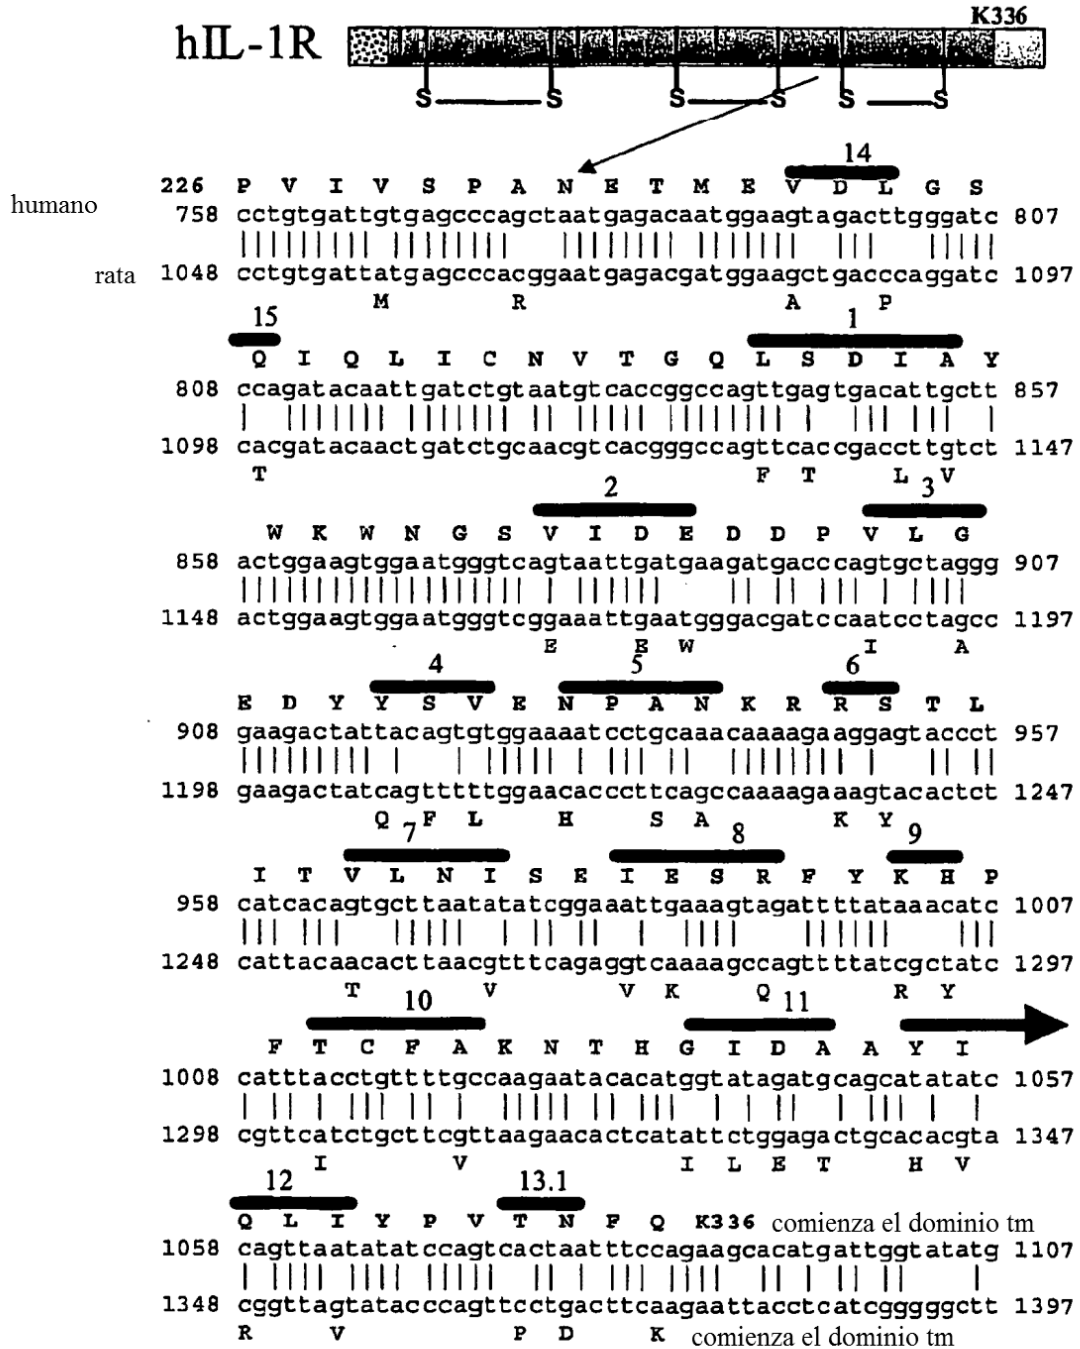 K336
hIL-1R
S S S S S S
14
226 P V I V S P A N E T M E V D L G S
humano
758 cctgtgattgtgagcccagctaatgagacaatggaagtagacttgggatc 807
rata 1048 cctgtgattatgagcccacggaatgagacgatggaagctgacccaggatc 1097
M R A P
15 1
Q I Q L I C N V T G Q L S D I A Y
808 ccagatacaattgatctgtaatgtcaccggccagttgagtgacattgctt 857
1098 cacgatacaactgatctgcaacgtcacgggccagttcaccgaccttgtct 1147
T F T L V
2 3
W K W N G S V I D E D D P V L G
858 actggaagtggaatgggtcagtaattgatgaagatgacccagtgctaggg 907
1148 actggaagtggaatgggtcggaaattgaatgggacgatccaatcctagcc 1197
E E W I A
4 5 6
E D Y Y S V E N P A N K R R S T L
908 gaagactattacagtgtggaaaatcctgcaaacaaaagaaggagtaccct 957
1198 gaagactatcagtttttggaacacccttcagccaaaagaaagtacactct 1247
Q F L H S A K Y
7 8 9
I T V L N I S E I E S R F Y K H P
958 catcacagtgcttaatatatcggaaattgaaagtagattttataaacatc 1007
1248 cattacaacacttaacgtttcagaggtcaaaagccagttttatcgctatc 1297
T V V K Q R Y
10 11
F T C F A K N T H G I D A A Y I
1008 catttacctgttttgccaagaatacacatggtatagatgcagcatatatc 1057
1298 cgttcatctgcttcgttaagaacactcatattctggagactgcacacgta 1347
I V I L E T H V
12 13.1
Q L I Y P V T N F Q K336 comienza el dominio tm
1058 cagttaatatatccagtcactaatttccagaagcacatgattggtatatg 1107
1348 cggttagtatacccagttcctgacttcaagaattacctcatcgggggctt 1397
R V P D K comienza el dominio tm